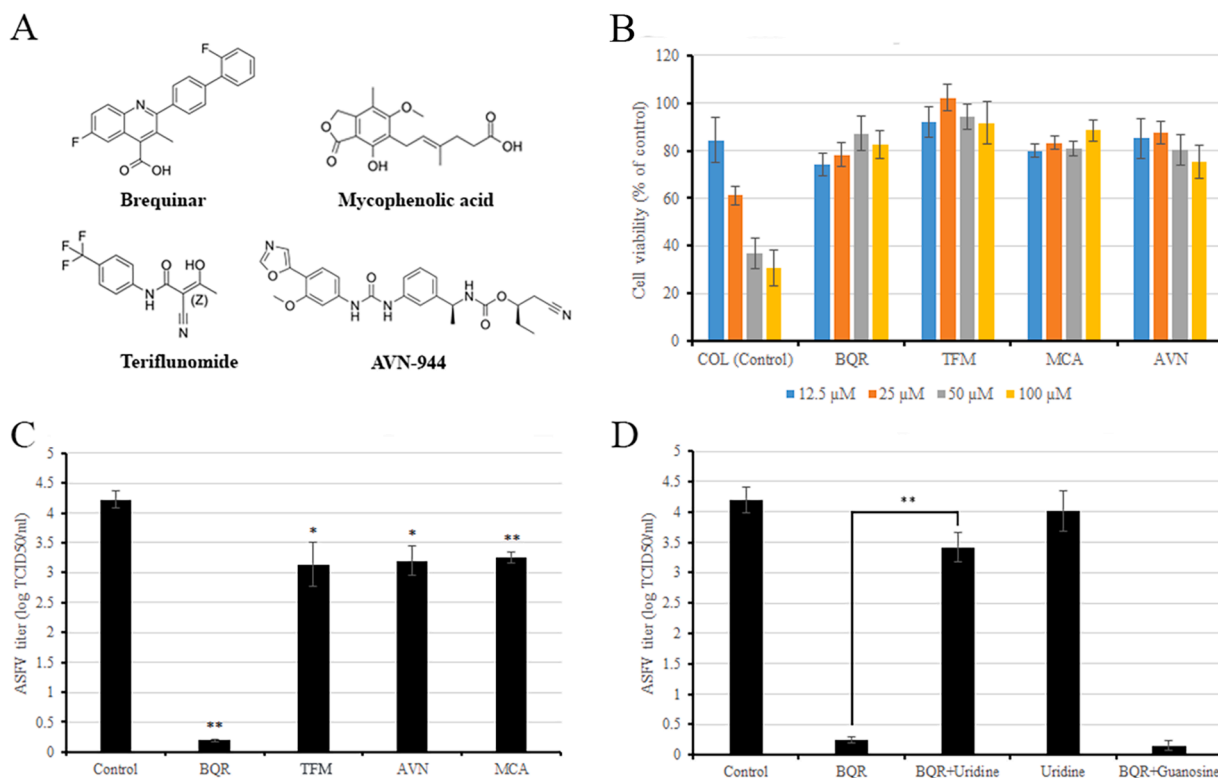 A
F
N
F
O
OH
Brequinar
O
O
O
OH
O
OH
Mycophenolic acid
F
F
F
O
HO
N
H
(Z)
N
Teriflunomide
N
O
O
O
N
H
N
H
H
N
O
O
N
AVN-944
B
Cell viability (% of control)
120
100
80
60
40
20
0
COL (Control) BQR TFM MCA AVN
12.5 µM 25 µM 50 µM 100 µM
C
ASFV titer (log TCID50/ml)
5
4.5
4
3.5
3
2.5
2
1.5
1
0.5
0
** * * **
Control BQR TFM AVN MCA
D
ASFV titer (log TCID50/ml)
5
4.5
4
3.5
3
2.5
2
1.5
1
0.5
0
**
Control BQR BQR+Uridine Uridine BQR+Guanosine